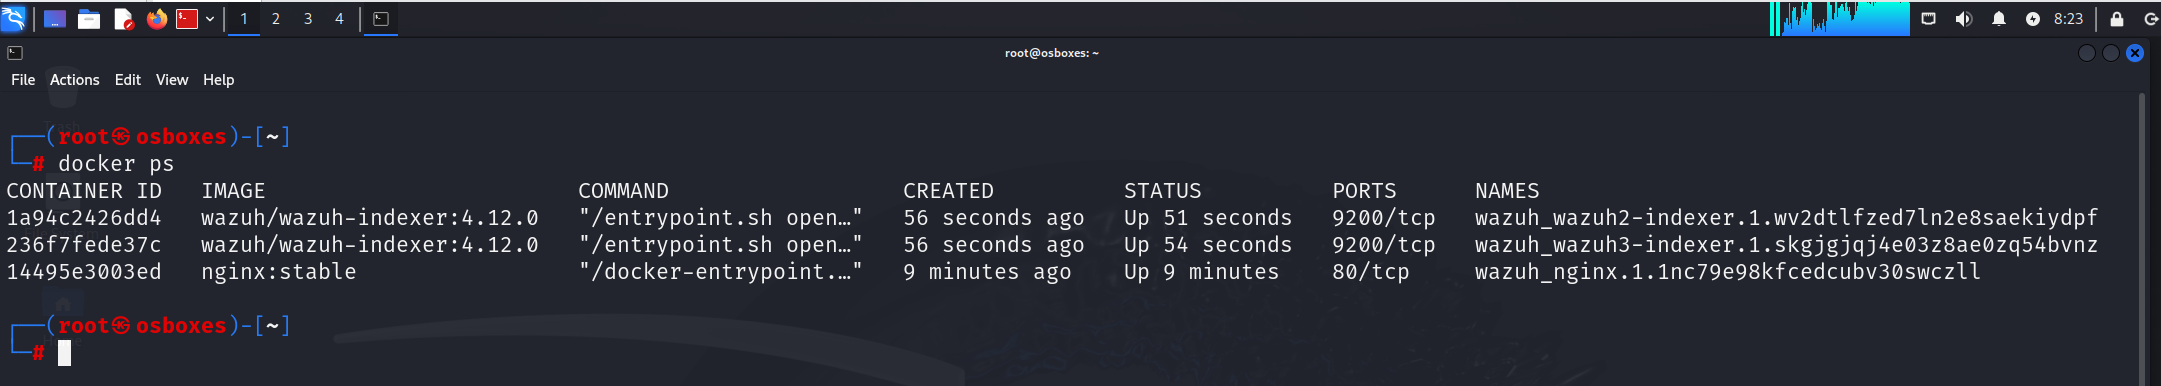 1 2 3 4 8:23
root@osboxes: ~
File Actions Edit View Help
┌──(root㉿osboxes)-[~]
└─# docker ps
CONTAINER ID   IMAGE                        COMMAND                  CREATED          STATUS          PORTS      NAMES
1a94c2426dd4   wazuh/wazuh-indexer:4.12.0   "/entrypoint.sh open…"   56 seconds ago   Up 51 seconds   9200/tcp   wazuh_wazuh2-indexer.1.wv2dtlfzed7ln2e8saekiydpf
236f7fede37c   wazuh/wazuh-indexer:4.12.0   "/entrypoint.sh open…"   56 seconds ago   Up 54 seconds   9200/tcp   wazuh_wazuh3-indexer.1.skgjgjqj4e03z8ae0zq54bvnz
14495e3003ed   nginx:stable                 "/docker-entrypoint.…"   9 minutes ago    Up 9 minutes    80/tcp     wazuh_nginx.1.1nc79e98kfcedcubv30swczll
┌──(root㉿osboxes)-[~]
└─#